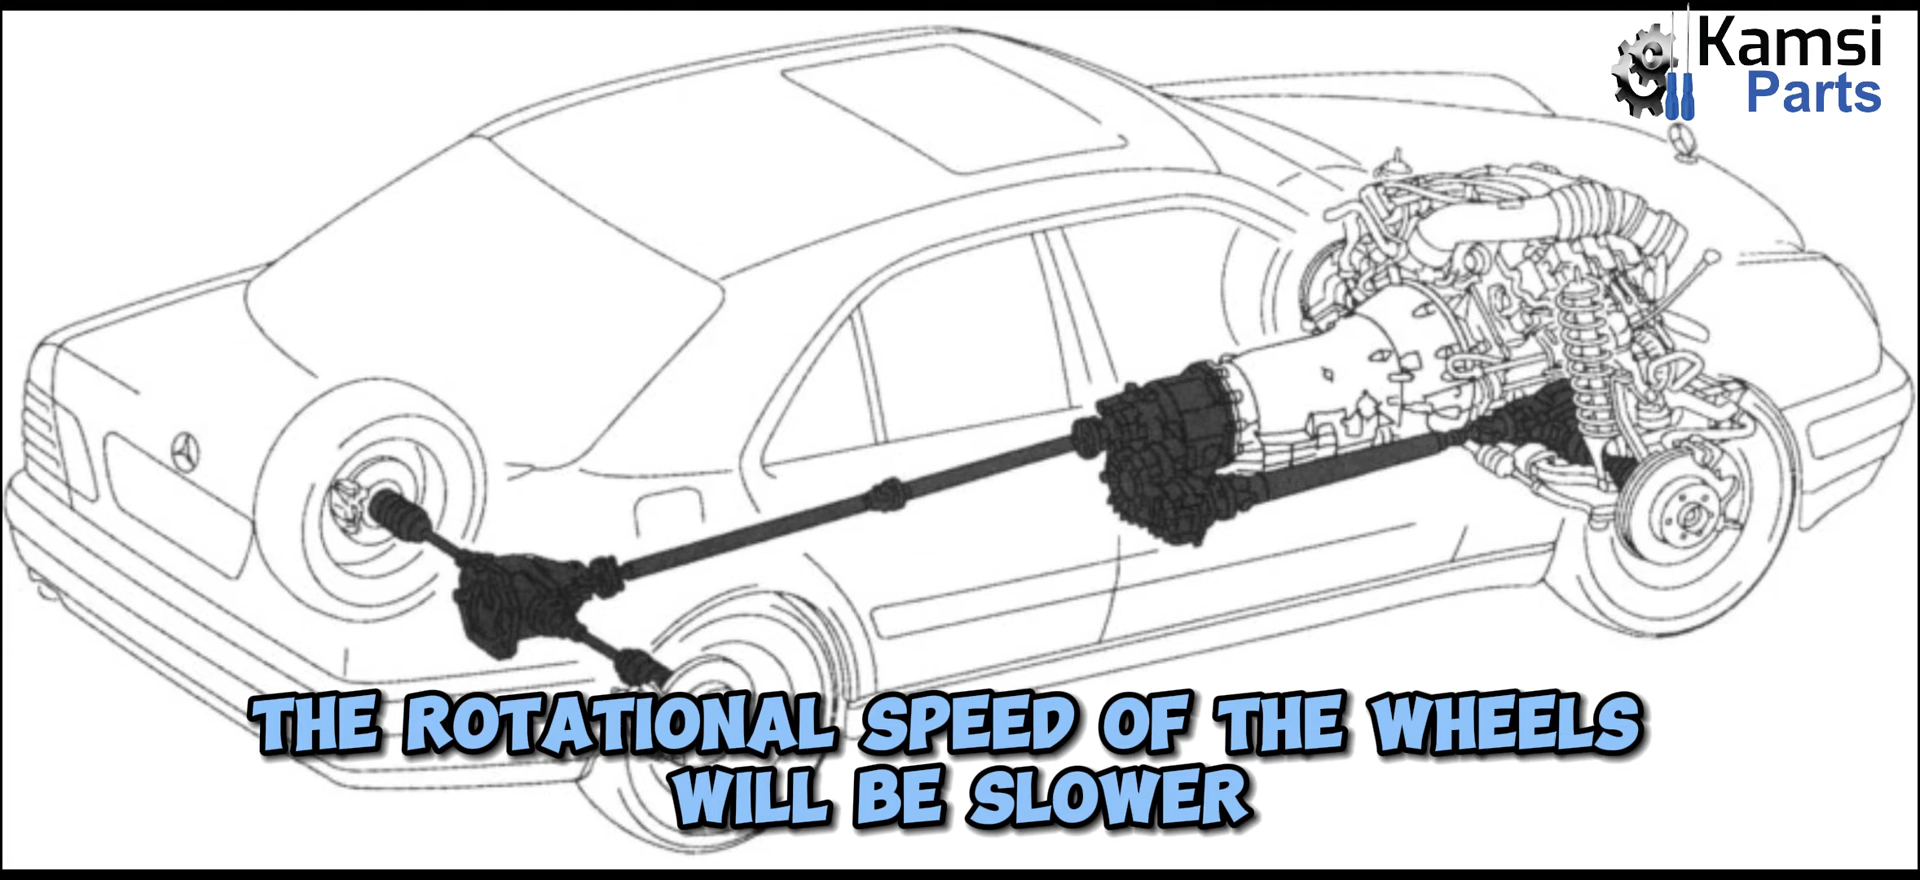 Kamsi
Parts
THE ROTATIONAL SPEED OF THE WHEELS
WILL BE SLOWER